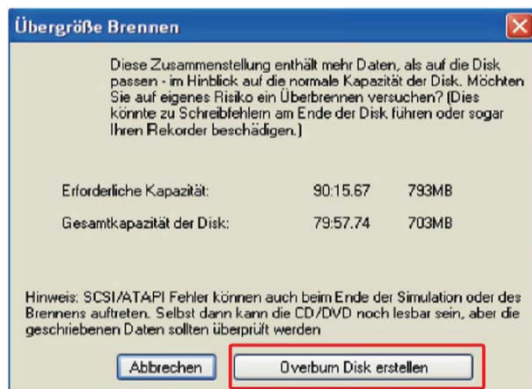 Übergröße Brennen
Diese Zusammenstellung enthält mehr Daten, als auf die Disk
passen - im Hinblick auf die normale Kapazität der Disk. Möchten
Sie auf eigenes Risiko ein Überbrennen versuchen? (Dies
könnte zu Schreibfehlern am Ende der Disk führen oder sogar
Ihren Rekorder beschädigen.)
Erforderliche Kapazität: 90:15.67 793MB
Gesamtkapazität der Disk: 79:57.74 703MB
Hinweis: SCSI/ATAPI Fehler können auch beim Ende der Simulation oder des
Brennens auftreten. Selbst dann kann die CD/DVD noch lesbar sein, aber die
geschriebenen Daten sollten überprüft werden
Abbrechen Overburn Disk erstellen